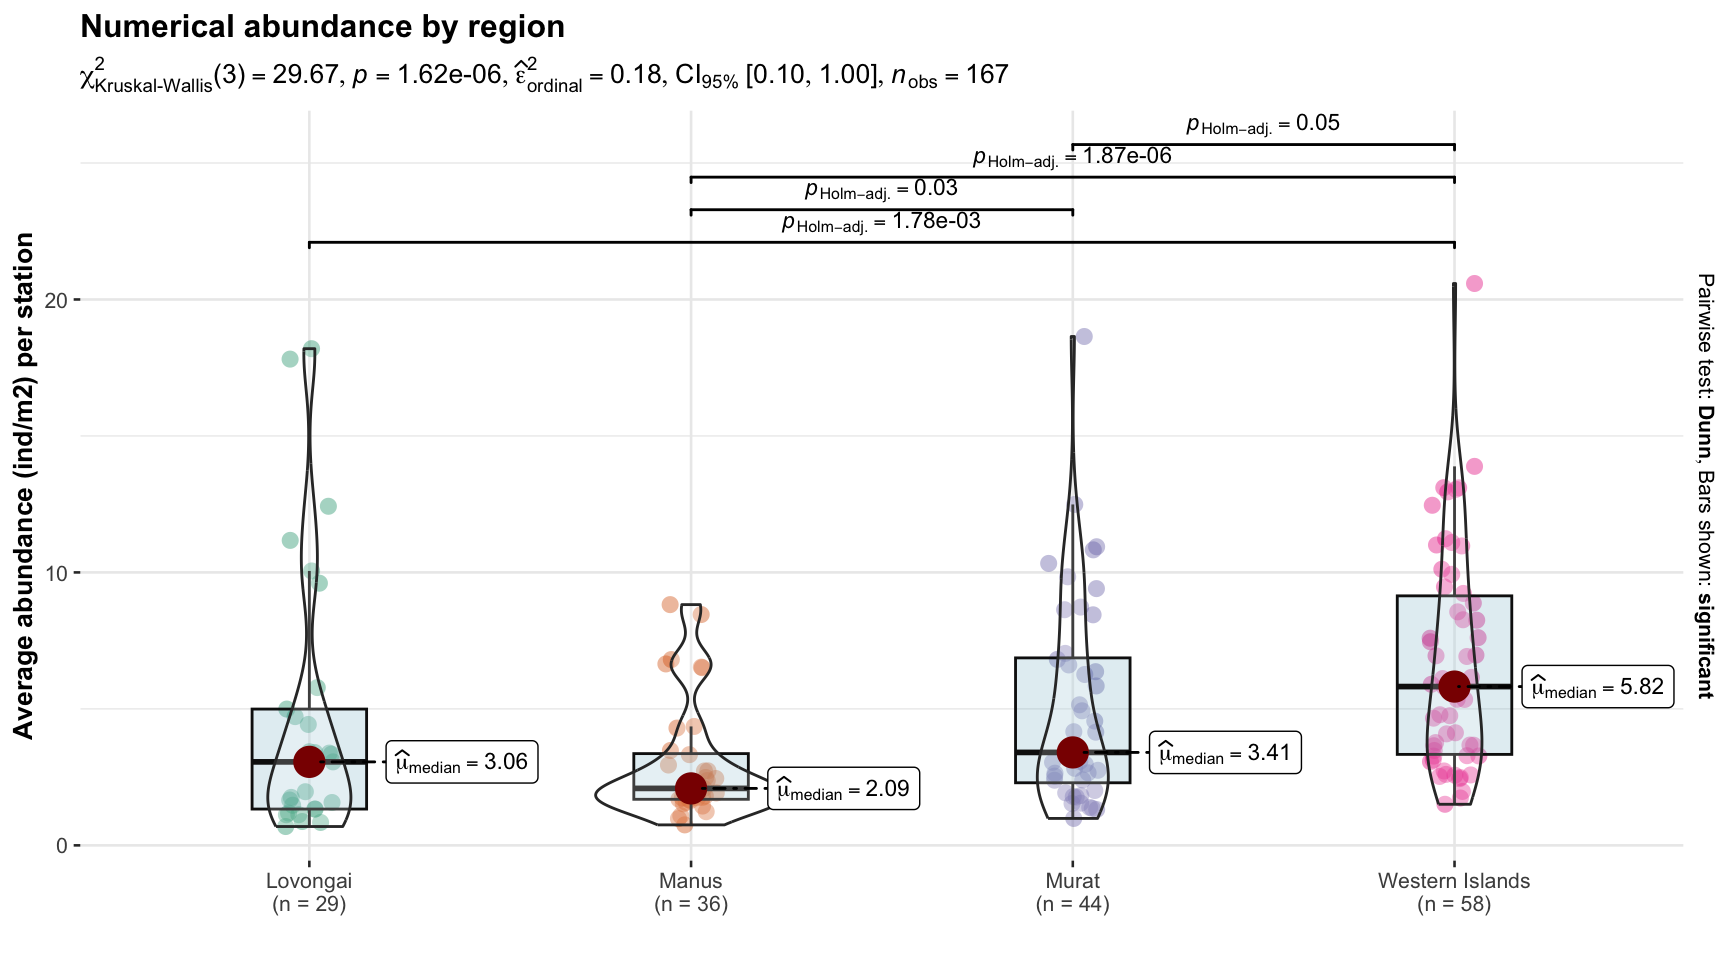 Numerical abundance by region
χ²Kruskal-Wallis(3) = 29.67, p = 1.62e-06, ε̂²ordinal = 0.18, CI95% [0.10, 1.00], nobs = 167
pHolm−adj. = 0.05
pHolm−adj. = 1.87e-06
pHolm−adj. = 0.03
pHolm−adj. = 1.78e-03
Average abundance (ind/m2) per station
20
10
0
μ̂median = 3.06
μ̂median = 2.09
μ̂median = 3.41
μ̂median = 5.82
Pairwise test: Dunn, Bars shown: significant
Lovongai
(n = 29)
Manus
(n = 36)
Murat
(n = 44)
Western Islands
(n = 58)